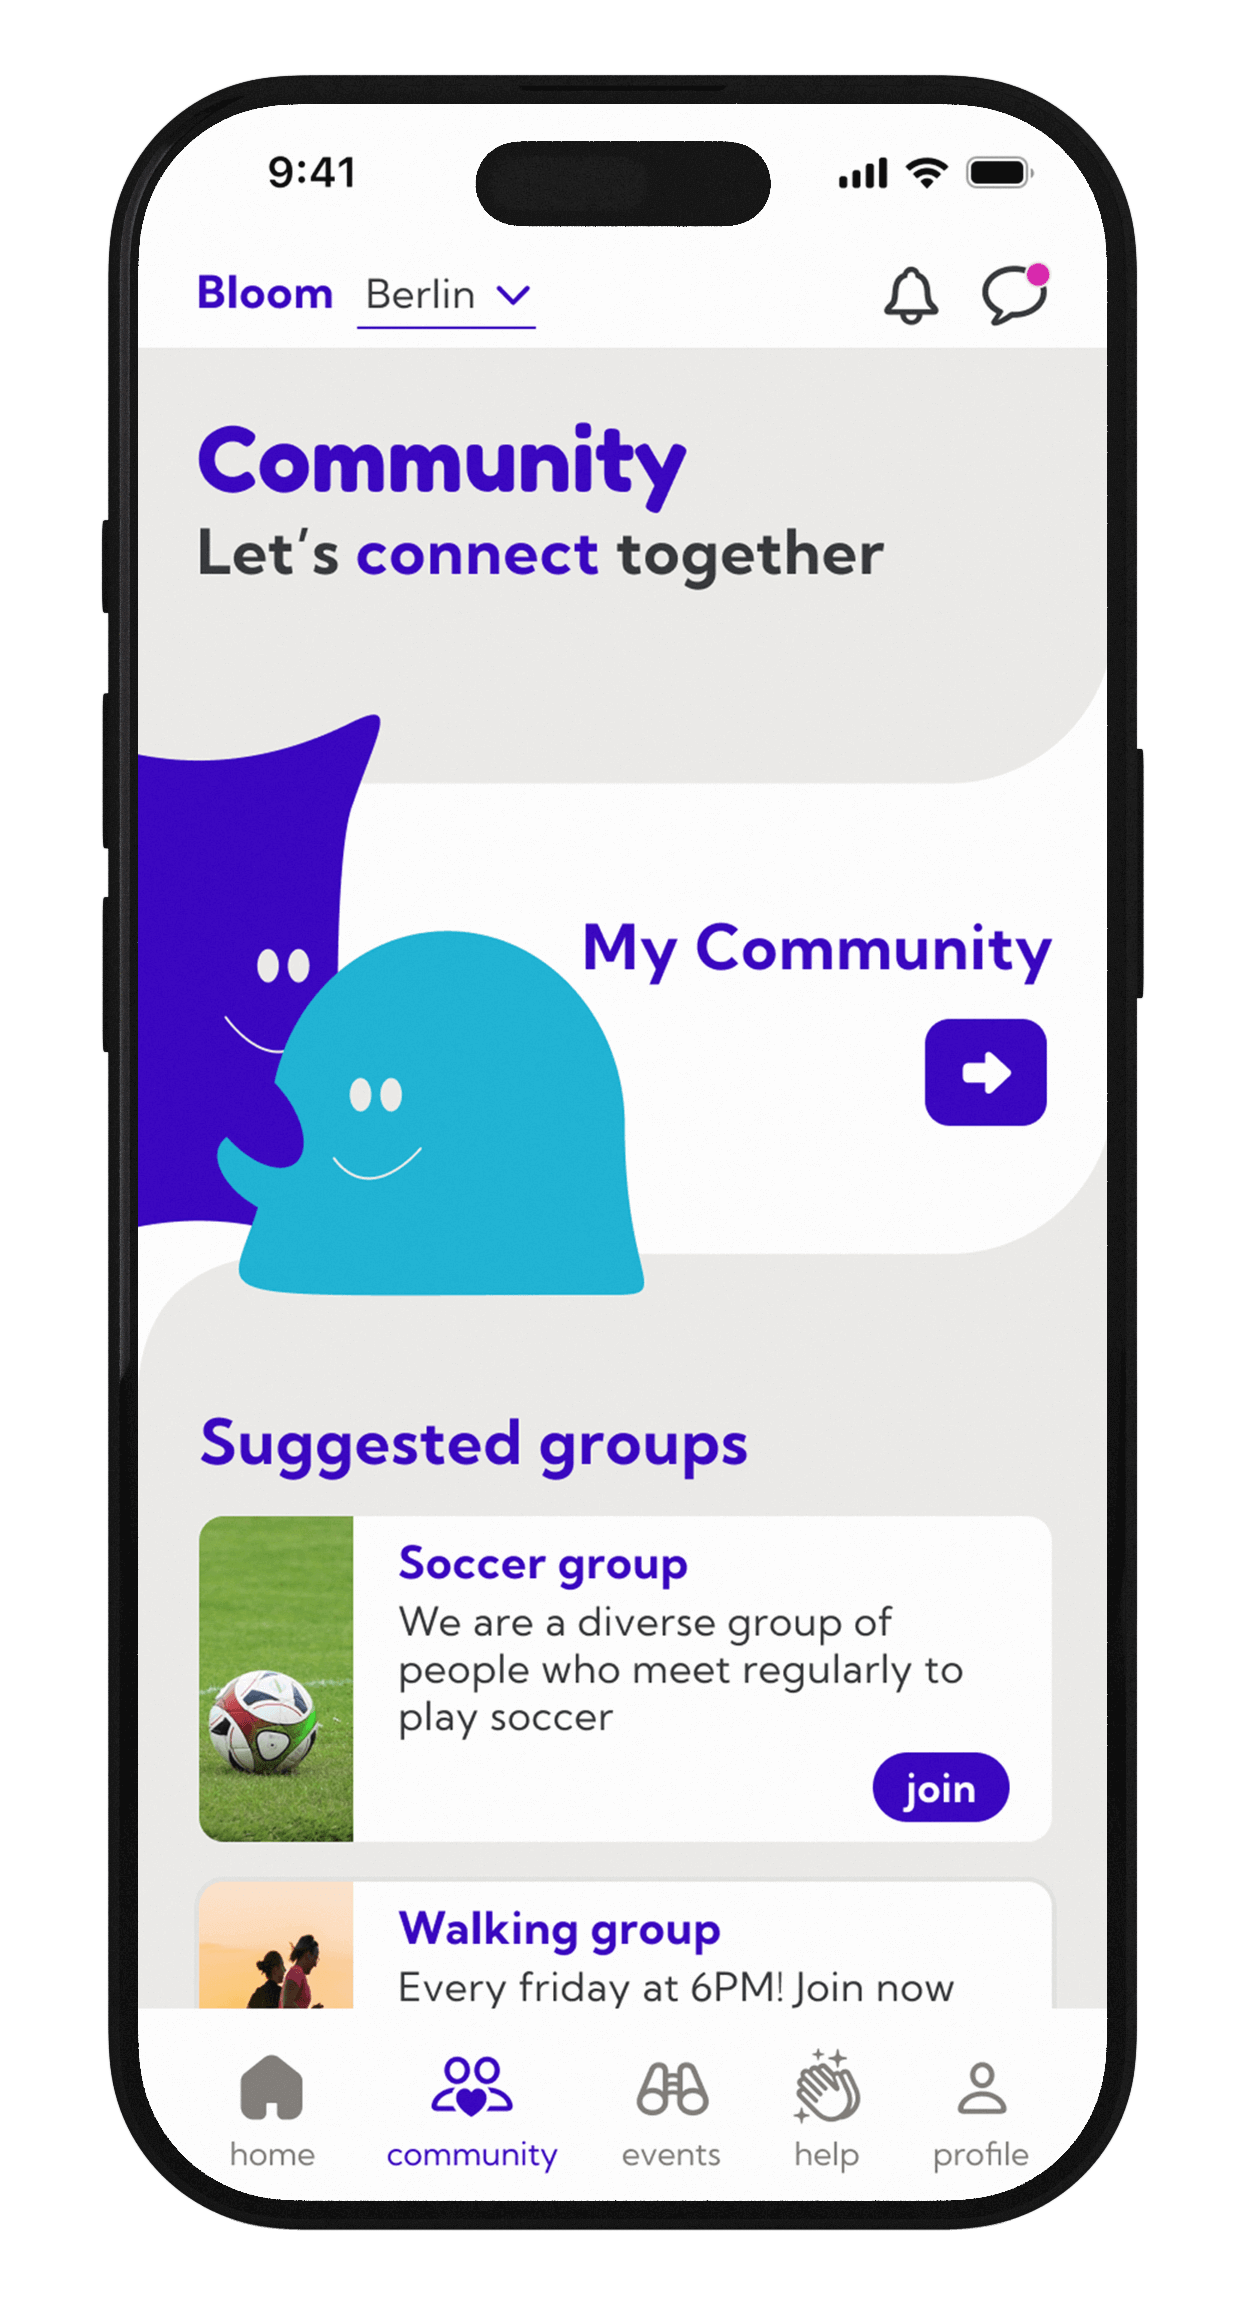 9:41
Bloom Berlin
Community
Let’s connect together
My Community
Suggested groups
Soccer group
We are a diverse group of
people who meet regularly to
play soccer
join
Walking group
Every friday at 6PM! Join now
home community events help profile